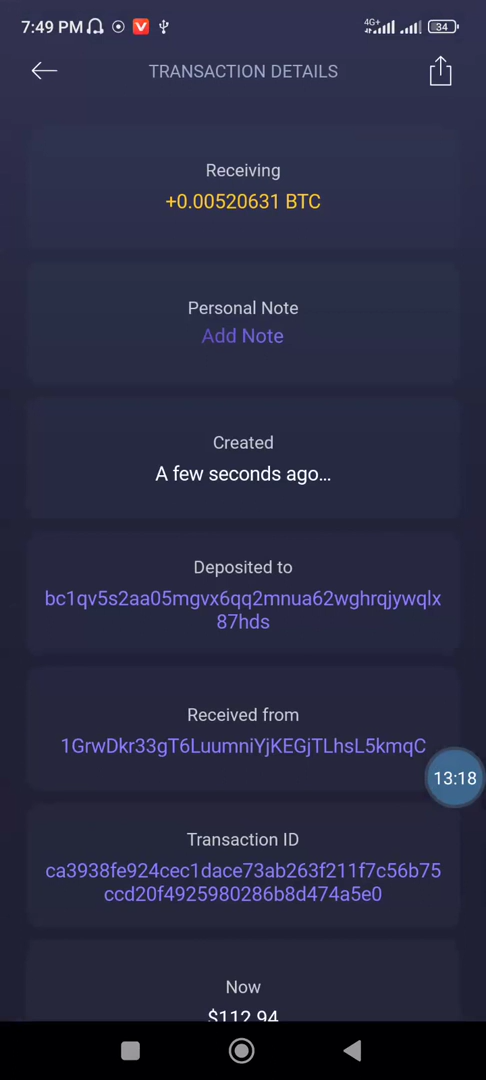 7:49 PM 4G+ 34
TRANSACTION DETAILS
Receiving
+0.00520631 BTC
Personal Note
Add Note
Created
A few seconds ago...
Deposited to
bc1qv5s2aa05mgvx6qq2mnua62wghrqjywqlx
87hds
Received from
1GrwDkr33gT6LuumniYjKEGjTLhsL5kmqC
13:18
Transaction ID
ca3938fe924cec1dace73ab263f211f7c56b75
ccd20f4925980286b8d474a5e0
Now
$112.94